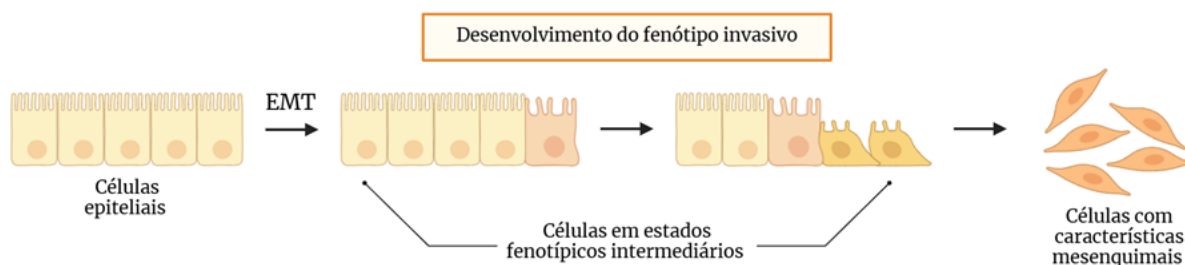 Desenvolvimento do fenótipo invasivo
EMT
Células
epiteliais
Células em estados
fenotípicos intermediários
Células com
características
mesenquimais